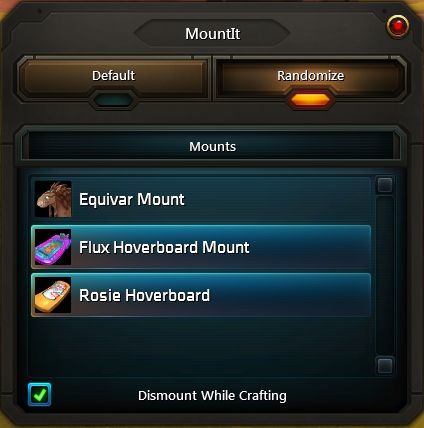 MountIt
Default
Randomize
Mounts
Equivar Mount
Flux Hoverboard Mount
Rosie Hoverboard
Dismount While Crafting